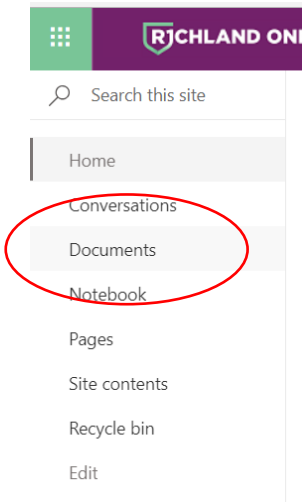 RICHLAND ONE
Search this site
Home
Conversations
Documents
Notebook
Pages
Site contents
Recycle bin
Edit